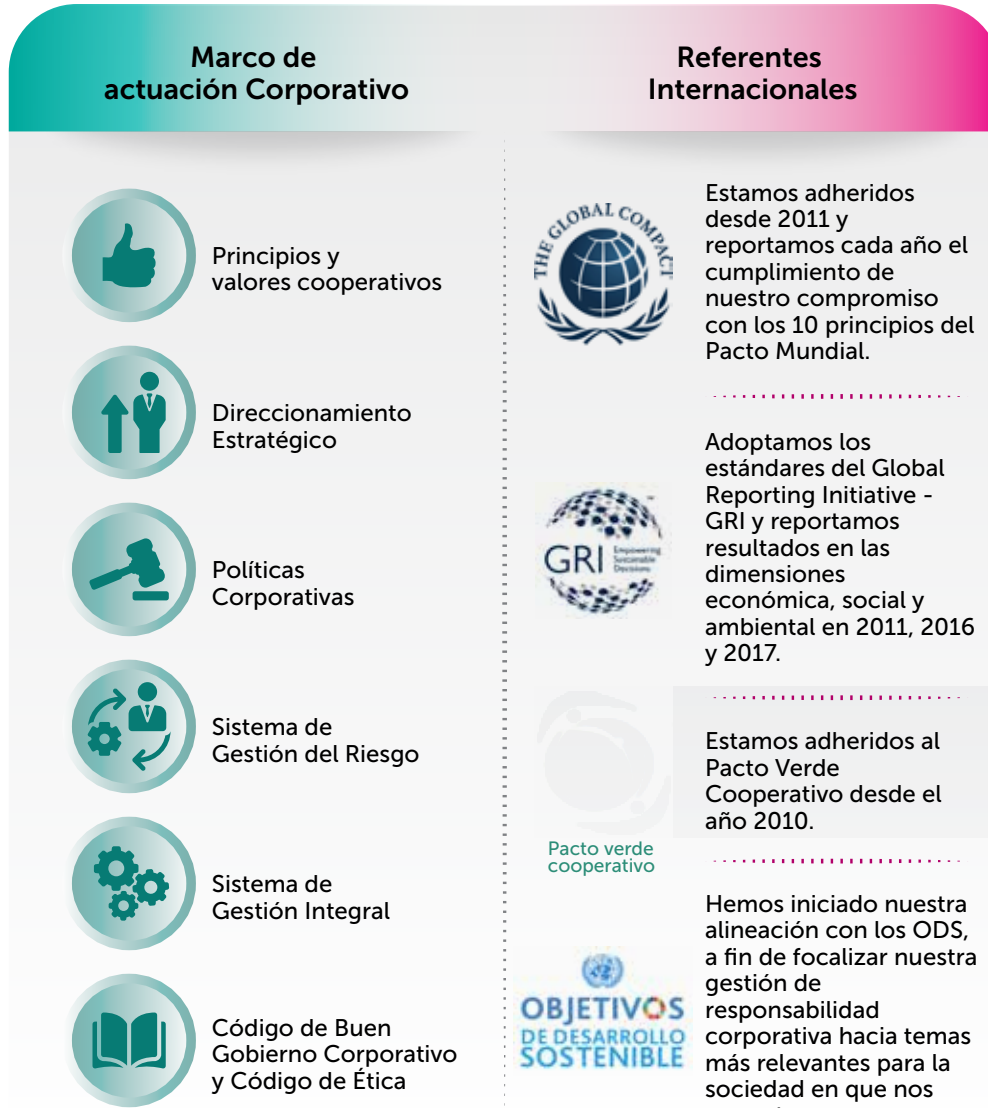 Marco de
actuación Corporativo
Principios y
valores cooperativos
Direccionamiento
Estratégico
Políticas
Corporativas
Sistema de
Gestión del Riesgo
Sistema de
Gestión Integral
Código de Buen
Gobierno Corporativo
y Código de Ética
Referentes
Internacionales
THE GLOBAL COMPACT
Estamos adheridos
desde 2011 y
reportamos cada año el
cumplimiento de
nuestro compromiso
con los 10 principios del
Pacto Mundial.
GRI
Empowering
Sustainable
Decisions
Adoptamos los
estándares del Global
Reporting Initiative -
GRI y reportamos
resultados en las
dimensiones
económica, social y
ambiental en 2011, 2016
y 2017.
Pacto verde
cooperativo
Estamos adheridos al
Pacto Verde
Cooperativo desde el
año 2010.
OBJETIVOS
DE DESARROLLO
SOSTENIBLE
Hemos iniciado nuestra
alineación con los ODS,
a fin de focalizar nuestra
gestión de
responsabilidad
corporativa hacia temas
más relevantes para la
sociedad en que nos